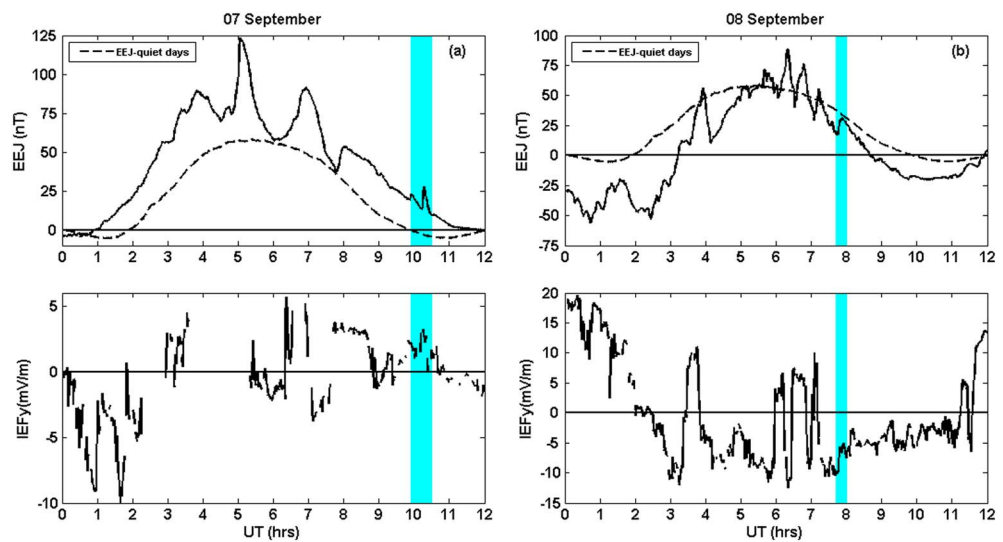 07 September
08 September
125
100
75
50
25
0
EEJ (nT)
EEJ-quiet days
(a)
0 1 2 3 4 5 6 7 8 9 10 11 12
100
75
50
25
0
-25
-50
-75
EEJ (nT)
EEJ-quiet days
(b)
0 1 2 3 4 5 6 7 8 9 10 11 12
5
0
-5
-10
IEFy(mV/m)
0 1 2 3 4 5 6 7 8 9 10 11 12
UT (hrs)
20
15
10
5
0
-5
-10
-15
IEFy(mV/m)
0 1 2 3 4 5 6 7 8 9 10 11 12
UT (hrs)